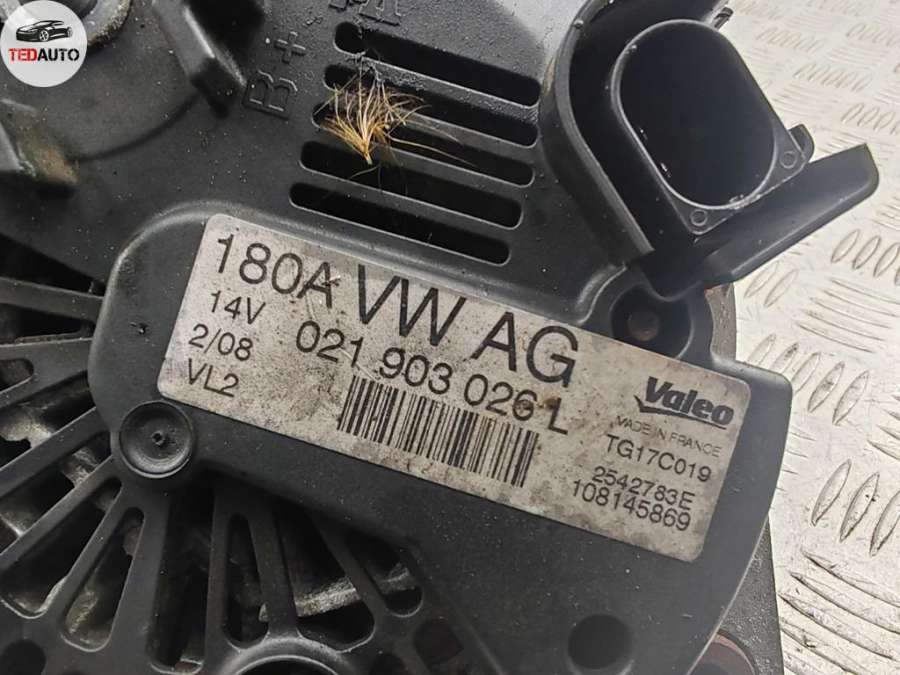 TEDAUTO
B+
180A VW AG
14V
021 903 026 L
2/08
VL2
Valeo
MADE IN FRANCE
TG17C019
2542783E
108145869